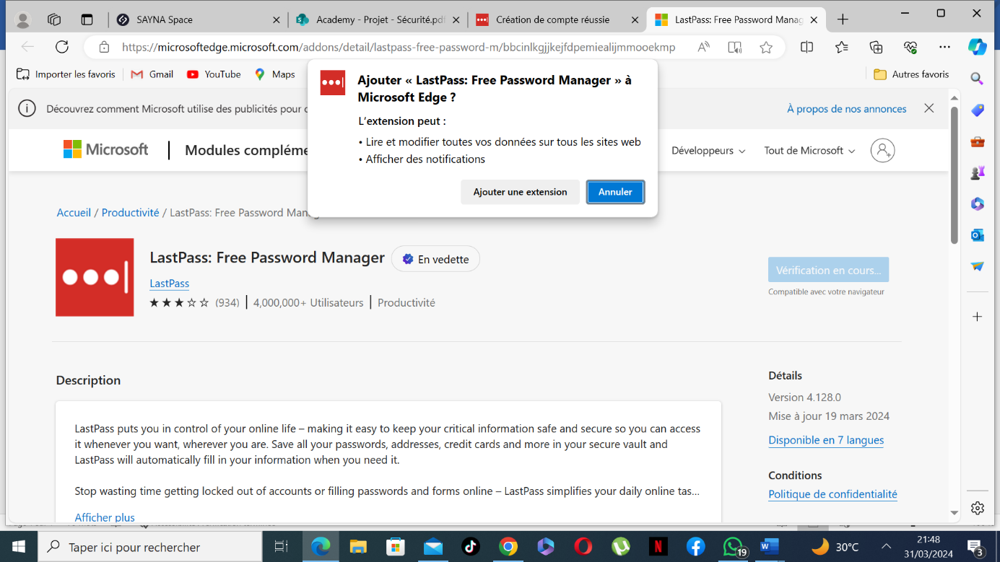 SAYNA Space
Academy - Projet - Sécurité.pdf
Création de compte réussie
LastPass: Free Password Manag
https://microsoftedge.microsoft.com/addons/detail/lastpass-free-password-m/bbcinlkgjjkejfdpemiealijmmooekmp
Importer les favoris
Gmail
YouTube
Maps
Autres favoris
Ajouter « LastPass: Free Password Manager » à
Microsoft Edge ?
L'extension peut :
• Lire et modifier toutes vos données sur tous les sites web
• Afficher des notifications
Ajouter une extension
Annuler
Découvrez comment Microsoft utilise des publicités pour
À propos de nos annonces
Microsoft
Modules complém
Développeurs
Tout de Microsoft
Accueil / Productivité / LastPass: Free Password Manag
LastPass: Free Password Manager
En vedette
LastPass
(934)
4,000,000+ Utilisateurs
Productivité
Vérification en cours...
Compatible avec votre navigateur
Description
LastPass puts you in control of your online life – making it easy to keep your critical information safe and secure so you can access
it whenever you want, wherever you are. Save all your passwords, addresses, credit cards and more in your secure vault and
LastPass will automatically fill in your information when you need it.
Stop wasting time getting locked out of accounts or filling passwords and forms online – LastPass simplifies your daily online tas...
Afficher plus
Détails
Version 4.128.0
Mise à jour 19 mars 2024
Disponible en 7 langues
Conditions
Politique de confidentialité
Taper ici pour rechercher
19
30°C
21:48
31/03/2024
3